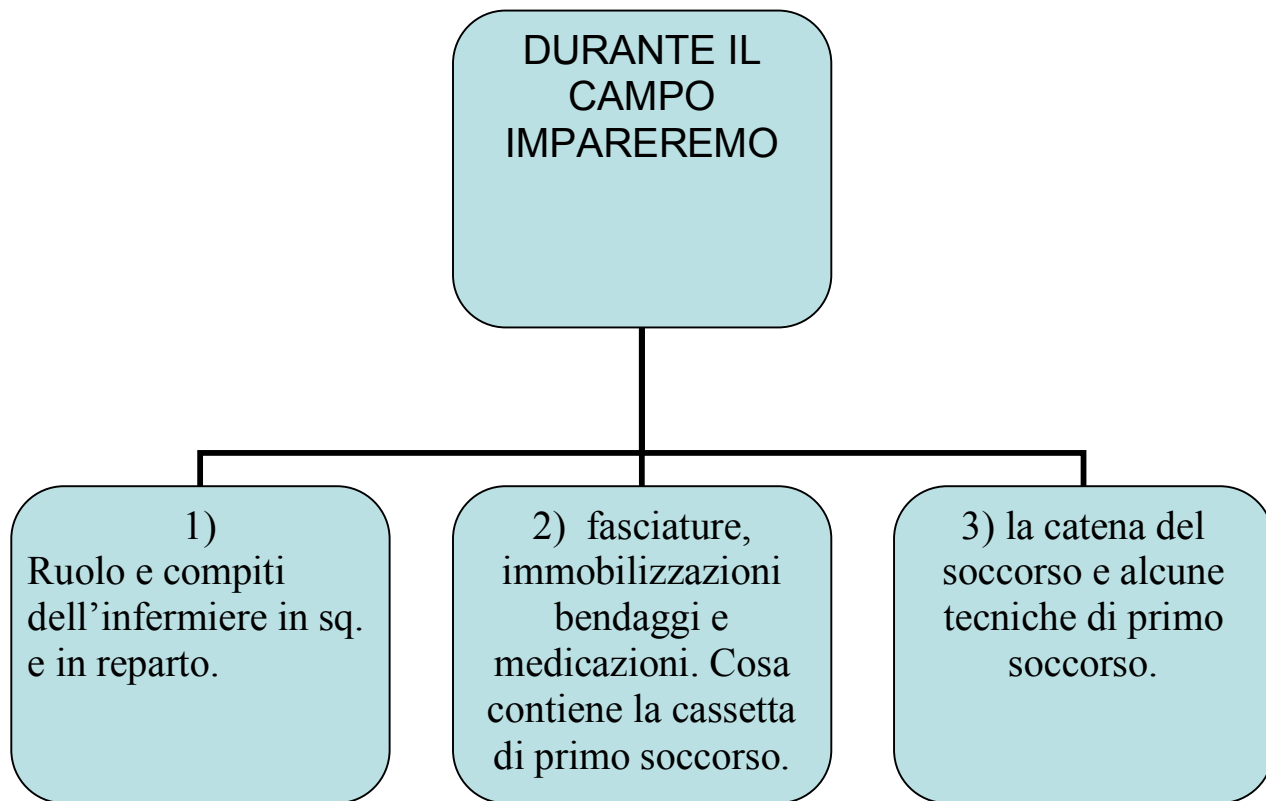 DURANTE IL
CAMPO
IMPAREREMO
1)
Ruolo e compiti
dell’infermiere in sq.
e in reparto.
2) fasciature,
immobilizzazioni
bendaggi e
medicazioni. Cosa
contiene la cassetta
di primo soccorso.
3) la catena del
soccorso e alcune
tecniche di primo
soccorso.